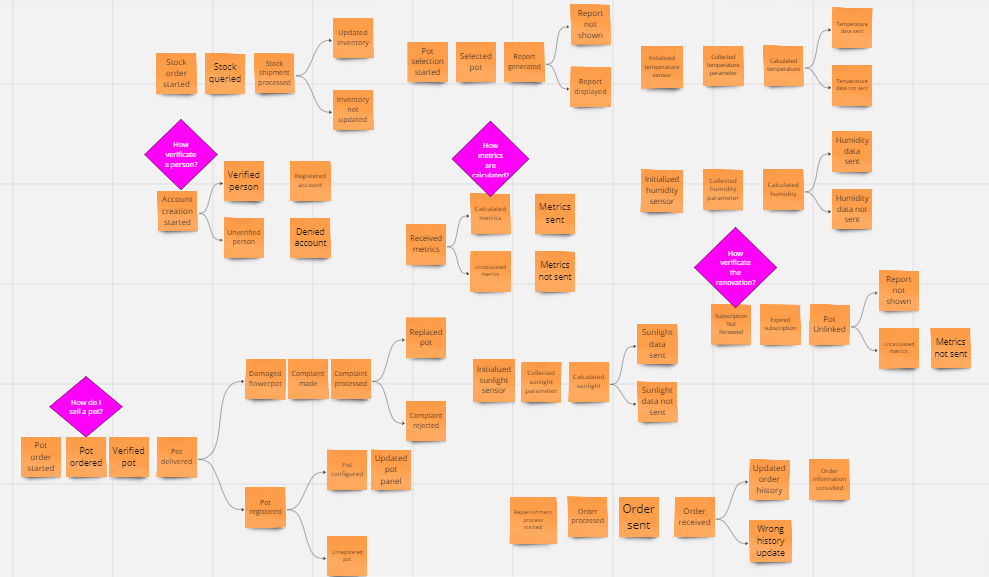 Stock
order
started
Stock
queried
Stock
shipment
processed
Updated
inventory
Inventory
not
updated
Pot
selection
started
Selected
pot
Report
generated
Report
not
shown
Report
displayed
Initialized
temperature
sensor
Collected
temperature
parameter
Calculated
temperature
Temperature
data sent
Temperature
data not sent
How
verificate
a person?
Account
creation
started
Verified
person
Registered
account
Unverified
person
Denied
account
How
metrics
are
calculated?
Received
metrics
Calculated
metrics
Metrics
sent
Uncalculated
metrics
Metrics
not sent
Initialized
humidity
sensor
Collected
humidity
parameter
Calculated
humidity
Humidity
data
sent
Humidity
data not
sent
How
verificate
the
renovation?
Subscription
Not
Renewed
Expired
subscription
Pot
Unlinked
Report
not
shown
Uncalculated
metrics
Metrics
not sent
How do I
sell a pot?
Pot
order
started
Pot
ordered
Verified
pot
Pot
delivered
Damaged
flowerpot
Complaint
made
Complaint
processed
Replaced
pot
Complaint
rejected
Pot
registered
Pot
configured
Updated
pot
panel
Unregistered
pot
Initialized
sunlight
sensor
Collected
sunlight
parameter
Calculated
sunlight
Sunlight
data
sent
Sunlight
data not
sent
Replenishment
process
started
Order
processed
Order
sent
Order
received
Updated
order
history
Order
information
consulted
Wrong
history
update